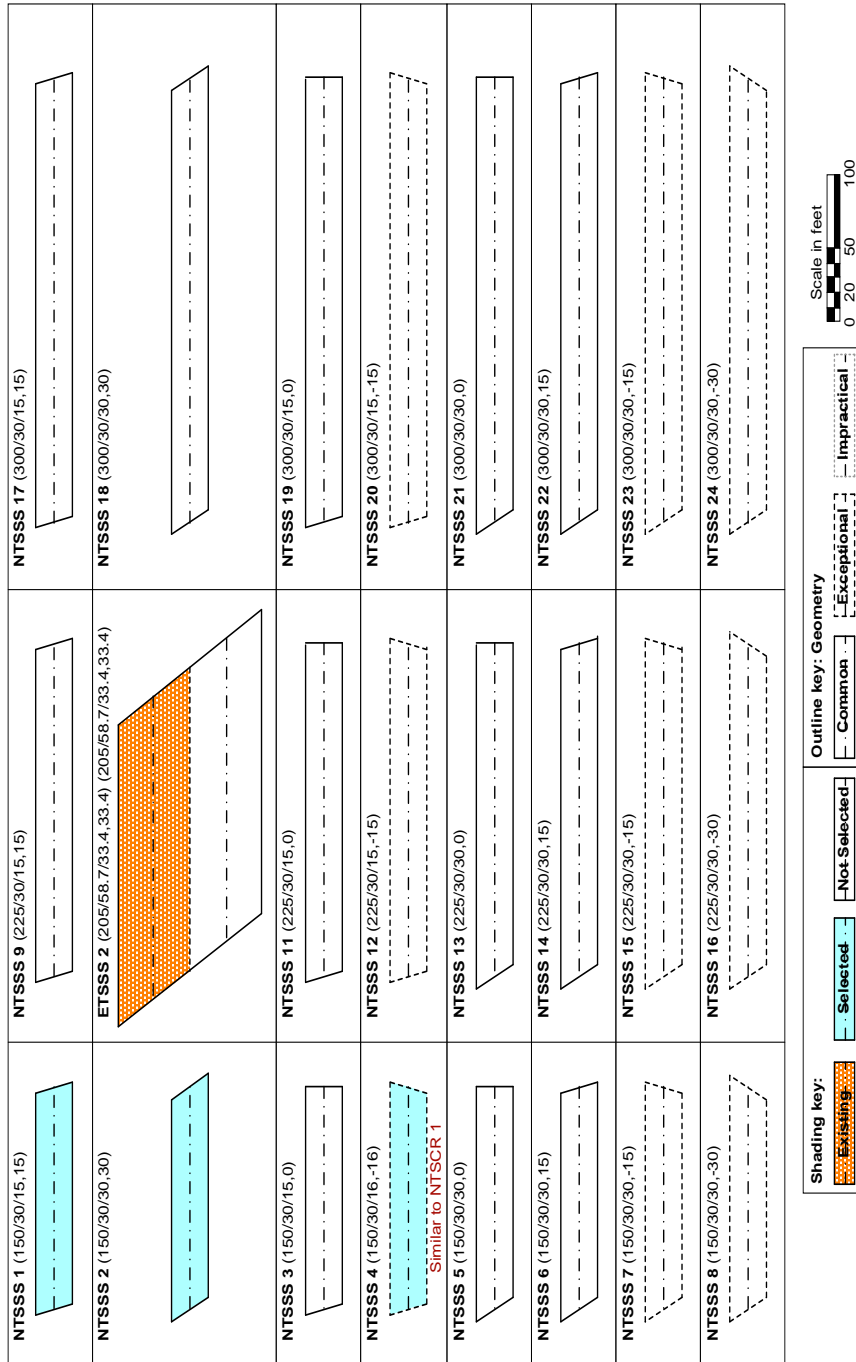 NTSSS 1 (150/30/15,15)
NTSSS 9 (225/30/15,15)
NTSSS 17 (300/30/15,15)
NTSSS 2 (150/30/30,30)
ETSSS 2 (205/58.7/33.4,33.4) (205/58.7/33.4,33.4)
NTSSS 18 (300/30/30,30)
NTSSS 3 (150/30/15,0)
NTSSS 11 (225/30/15,0)
NTSSS 19 (300/30/15,0)
NTSSS 4 (150/30/16,-16)
Similar to NTSCR 1
NTSSS 12 (225/30/15,-15)
NTSSS 20 (300/30/15,-15)
NTSSS 5 (150/30/30,0)
NTSSS 13 (225/30/30,0)
NTSSS 21 (300/30/30,0)
NTSSS 6 (150/30/30,15)
NTSSS 14 (225/30/30,15)
NTSSS 22 (300/30/30,15)
NTSSS 7 (150/30/30,-15)
NTSSS 15 (225/30/30,-15)
NTSSS 23 (300/30/30,-15)
NTSSS 8 (150/30/30,-30)
NTSSS 16 (225/30/30,-30)
NTSSS 24 (300/30/30,-30)
Shading key:
Existing
Selected
Not Selected
Outline key: Geometry
Common
Exceptional
Impractical
Scale in feet
0 20 50 100